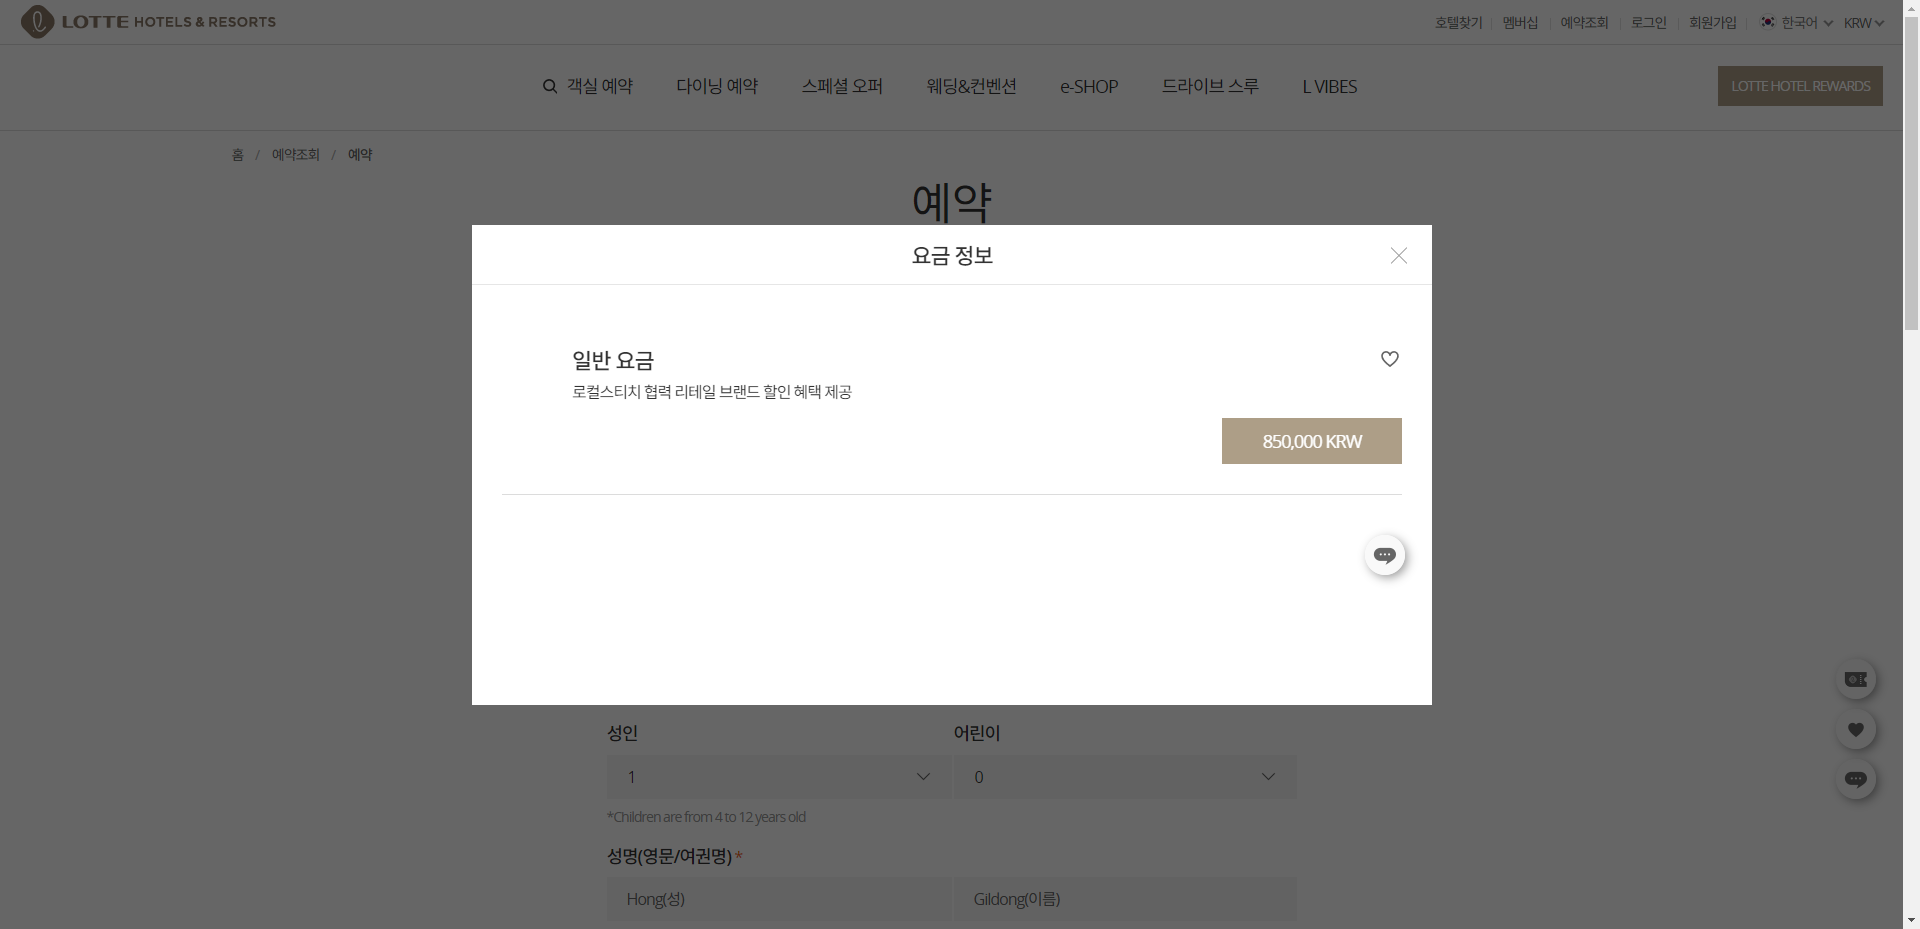 LOTTE HOTELS & RESORTS
호텔찾기 멤버십 예약조회 로그인 회원가입 한국어 KRW
객실 예약 다이닝 예약 스페셜 오퍼 웨딩&컨벤션 e-SHOP 드라이브 스루 L VIBES LOTTE HOTEL REWARDS
홈 / 예약조회 / 예약
예약
요금 정보
일반 요금
로컬스티치 협력 리테일 브랜드 할인 혜택 제공
850,000 KRW
성인 어린이
1 0
*Children are from 4 to 12 years old
성명(영문/여권명) *
Hong(성) Gildong(이름)